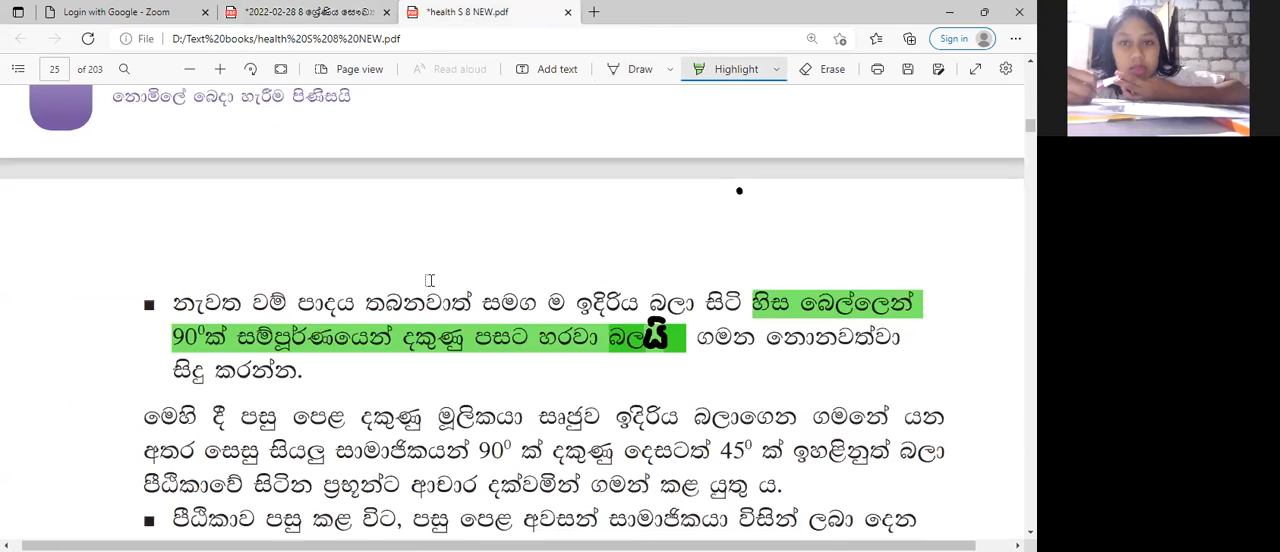 Login with Google - Zoom
*2022-02-28 8 ශ්‍රේණිය සෞඛ්‍
*health S 8 NEW.pdf
File D:/Text%20books/health%20S%208%20NEW.pdf Sign in
25 of 203 Page view Read aloud Add text Draw Highlight Erase
නොමිලේ බෙදා හැරීම පිණිසයි
නැවත වම් පාදය තබනවාත් සමග ම ඉදිරිය බලා සිටි හිස බෙල්ලෙන්
90⁰ක් සම්පූර්ණයෙන් දකුණු පසට හරවා බලයි ගමන නොනවත්වා
සිදු කරන්න.
මෙහි දී පසු පෙළ දකුණු මූලිකයා සෘජුව ඉදිරිය බලාගෙන ගමනේ යන
අතර සෙසු සියලු සාමාජිකයන් 90⁰ ක් දකුණු දෙසටත් 45⁰ ක් ඉහළිනුත් බලා
පීඨිකාවේ සිටින ප්‍රභූන්ට ආචාර දක්වමින් ගමන් කළ යුතු ය.
පීඨිකාව පසු කළ විට, පසු පෙළ අවසන් සාමාජිකයා විසින් ලබා දෙන